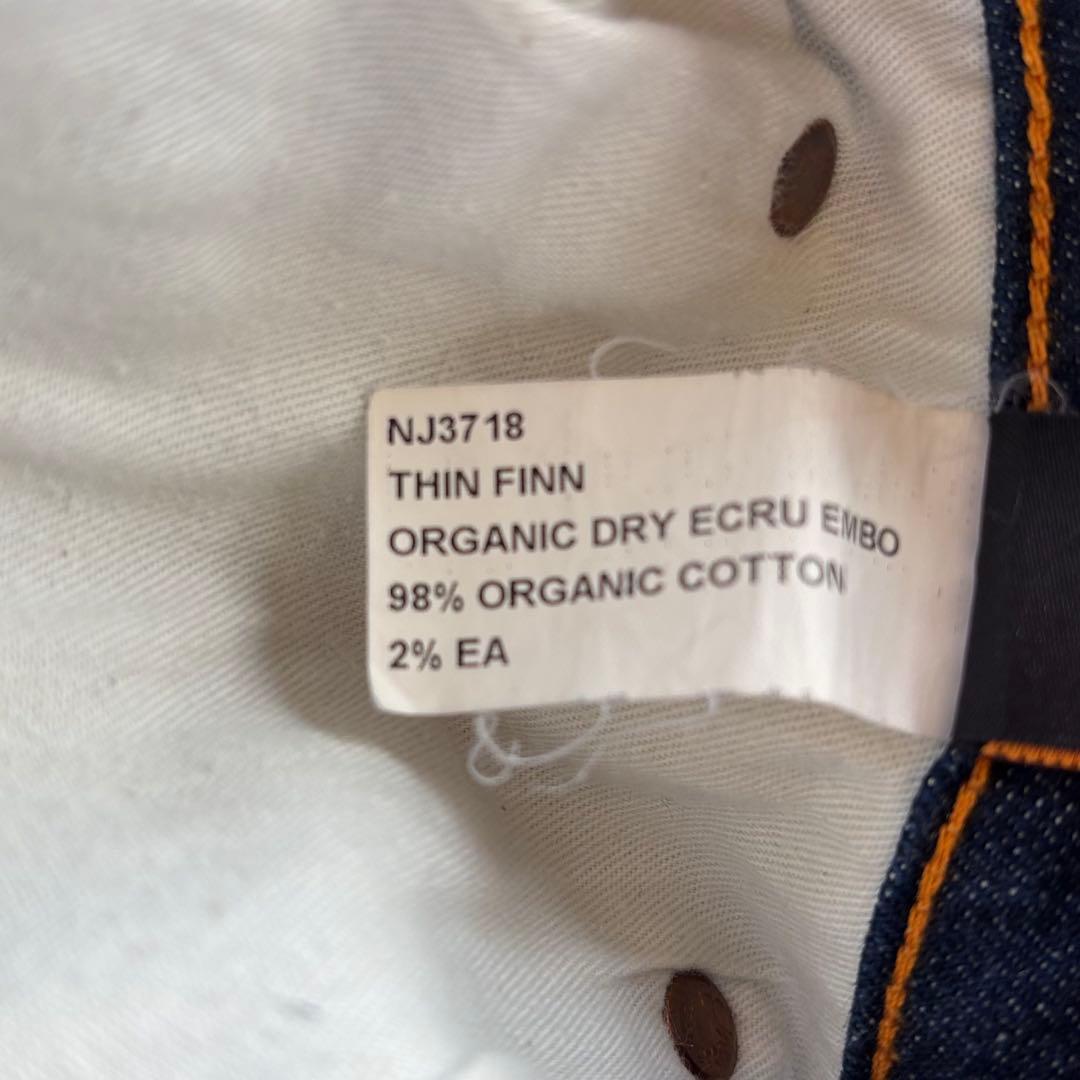 NJ3718
THIN FINN
ORGANIC DRY ECRU EMBO
98% ORGANIC COTTON
2% EA